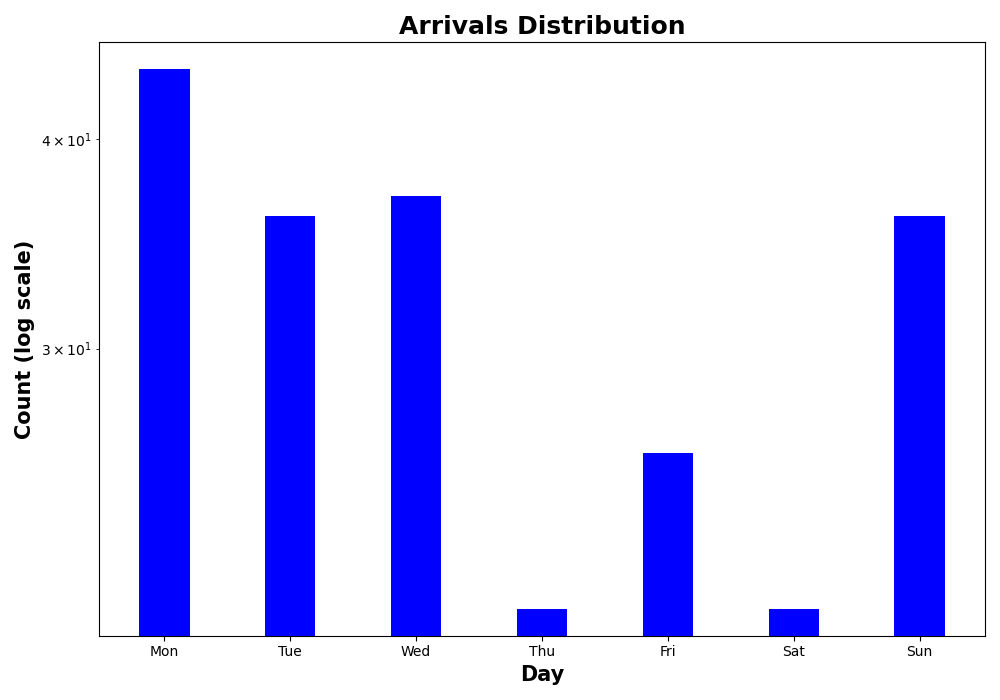 Arrivals Distribution
Count (log scale)
4 × 10¹
3 × 10¹
Mon Tue Wed Thu Fri Sat Sun
Day